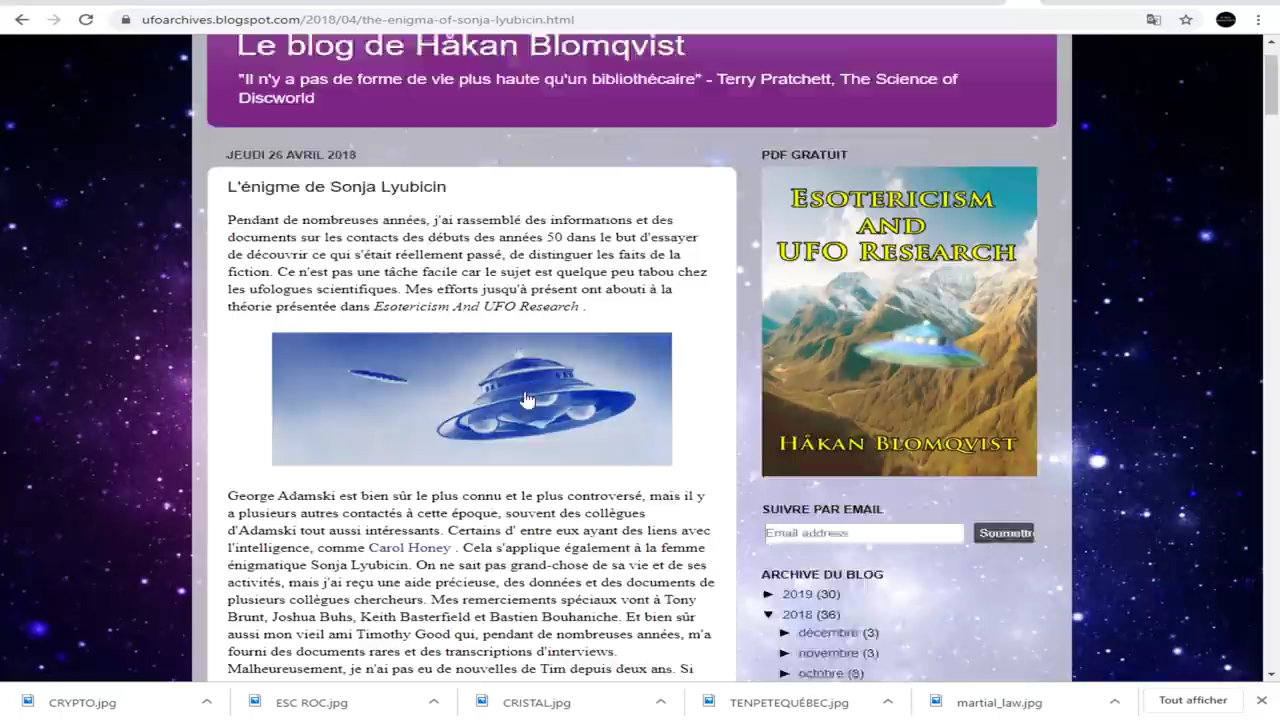 ufoarchives.blogspot.com/2018/04/the-enigma-of-sonja-lyubicin.html
Le blog de Håkan Blomqvist
"Il n'y a pas de forme de vie plus haute qu'un bibliothécaire" - Terry Pratchett, The Science of
Discworld
JEUDI 26 AVRIL 2018
L'énigme de Sonja Lyubicin
Pendant de nombreuses années, j'ai rassemblé des informations et des
documents sur les contacts des débuts des années 50 dans le but d'essayer
de découvrir ce qui s'était réellement passé, de distinguer les faits de la
fiction. Ce n'est pas une tâche facile car le sujet est quelque peu tabou chez
les ufologues scientifiques. Mes efforts jusqu'à présent ont abouti à la
théorie présentée dans Esotericism And UFO Research .
George Adamski est bien sûr le plus connu et le plus controversé, mais il y
a plusieurs autres contactés à cette époque, souvent des collègues
d'Adamski tout aussi intéressants. Certains d' entre eux ayant des liens avec
l'intelligence, comme Carol Honey . Cela s'applique également à la femme
énigmatique Sonja Lyubicin. On ne sait pas grand-chose de sa vie et de ses
activités, mais j'ai reçu une aide précieuse, des données et des documents de
plusieurs collègues chercheurs. Mes remerciements spéciaux vont à Tony
Brunt, Joshua Buhs, Keith Basterfield et Bastien Bouhaniche. Et bien sûr
aussi mon vieil ami Timothy Good qui, pendant de nombreuses années, m'a
fourni des documents rares et des transcriptions d'interviews.
Malheureusement, je n'ai pas eu de nouvelles de Tim depuis deux ans. Si
PDF GRATUIT
ESOTERICISM
AND
UFO RESEARCH
HÅKAN BLOMQVIST
SUIVRE PAR EMAIL
Email address
Soumettr
ARCHIVE DU BLOG
► 2019 (30)
▼ 2018 (36)
► décembre (3)
► novembre (3)
► octobre (8)
CRYPTO.jpg
ESC ROC.jpg
CRISTAL.jpg
TENPETEQUÉBEC.jpg
martial_law.jpg
Tout afficher